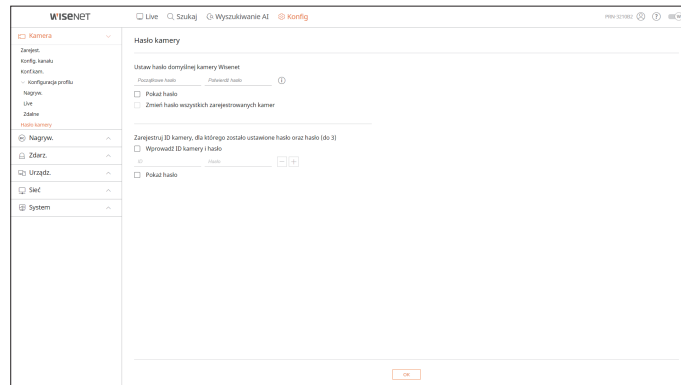 WISENET
Live Szukaj Wyszukiwanie AI Konfig
Kamera
Zarejest.
Konfig. kanału
Konf.kam.
Konfiguracja profilu
Nagryw.
Live
Zdalne
Hasło kamery
Nagryw.
Zdarz.
Urządz.
Sieć
System
Hasło kamery
Ustaw hasło domyślnej kamery Wisenet
Początkowe hasło Potwierdź hasło
Pokaż hasło
Zmień hasło wszystkich zarejestrowanych kamer
Zarejestruj ID kamery, dla którego zostało ustawione hasło oraz hasło (do 3)
Wprowadź ID kamery i hasło
ID Hasło
Pokaż hasło
OK